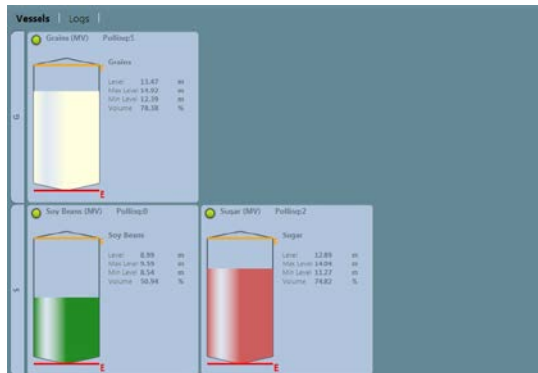 Vessels | Logs |
Grains (MV) Polling:1
Grains
Level 13.47 m
Max Level 14.92 m
Min Level 12.39 m
Volume 78.38 %
E
G
Soy Beans (MV) Polling:0
Soy Beans
Level 8.99 m
Max Level 9.59 m
Min Level 8.54 m
Volume 50.94 %
E
Sugar (MV) Polling:2
Sugar
Level 12.89 m
Max Level 14.04 m
Min Level 11.27 m
Volume 74.82 %
E
S